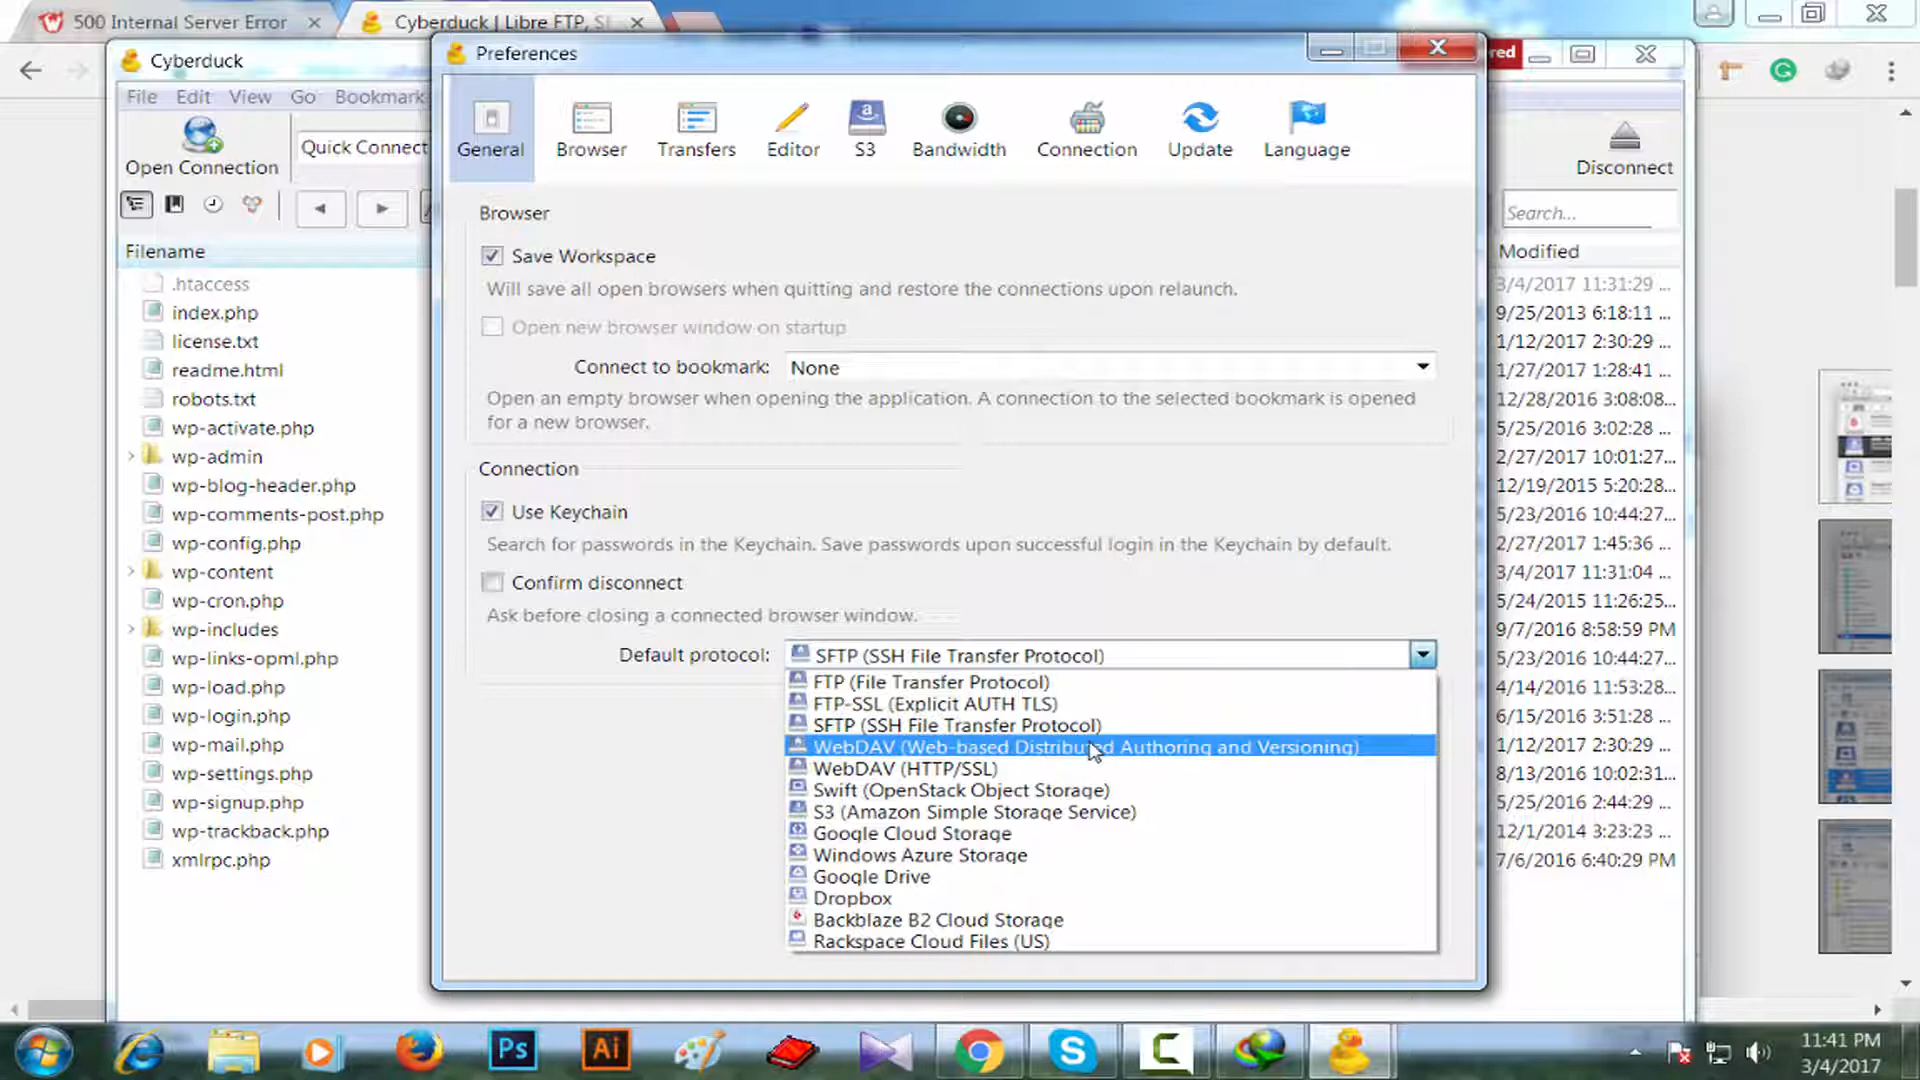 500 Internal Server Error
Cyberduck | Libre FTP, S
Cyberduck
Preferences
red
File Edit View Go Bookmark
Open Connection
Quick Connect
General
Browser
Transfers
Editor
S3
Bandwidth
Connection
Update
Language
Disconnect
Search...
Filename
Modified
.htaccess
index.php
license.txt
readme.html
robots.txt
wp-activate.php
wp-admin
wp-blog-header.php
wp-comments-post.php
wp-config.php
wp-content
wp-cron.php
wp-includes
wp-links-opml.php
wp-load.php
wp-login.php
wp-mail.php
wp-settings.php
wp-signup.php
wp-trackback.php
xmlrpc.php
Browser
Save Workspace
Will save all open browsers when quitting and restore the connections upon relaunch.
Open new browser window on startup
Connect to bookmark: None
Open an empty browser when opening the application. A connection to the selected bookmark is opened
for a new browser.
Connection
Use Keychain
Search for passwords in the Keychain. Save passwords upon successful login in the Keychain by default.
Confirm disconnect
Ask before closing a connected browser window.
Default protocol: SFTP (SSH File Transfer Protocol)
FTP (File Transfer Protocol)
FTP-SSL (Explicit AUTH TLS)
SFTP (SSH File Transfer Protocol)
WebDAV (Web-based Distributed Authoring and Versioning)
WebDAV (HTTP/SSL)
Swift (OpenStack Object Storage)
S3 (Amazon Simple Storage Service)
Google Cloud Storage
Windows Azure Storage
Google Drive
Dropbox
Backblaze B2 Cloud Storage
Rackspace Cloud Files (US)
3/4/2017 11:31:29 ...
9/25/2013 6:18:11 ...
1/12/2017 2:30:29 ...
1/27/2017 1:28:41 ...
12/28/2016 3:08:08...
5/25/2016 3:02:28 ...
2/27/2017 10:01:27...
12/19/2015 5:20:28...
5/23/2016 10:44:27...
2/27/2017 1:45:36 ...
3/4/2017 11:31:04 ...
5/24/2015 11:26:25...
9/7/2016 8:58:59 PM
5/23/2016 10:44:27...
4/14/2016 11:53:28...
6/15/2016 3:51:28 ...
1/12/2017 2:30:29 ...
8/13/2016 10:02:31...
5/25/2016 2:44:29 ...
12/1/2014 3:23:23 ...
7/6/2016 6:40:29 PM
Ps
Ai
11:41 PM
3/4/2017